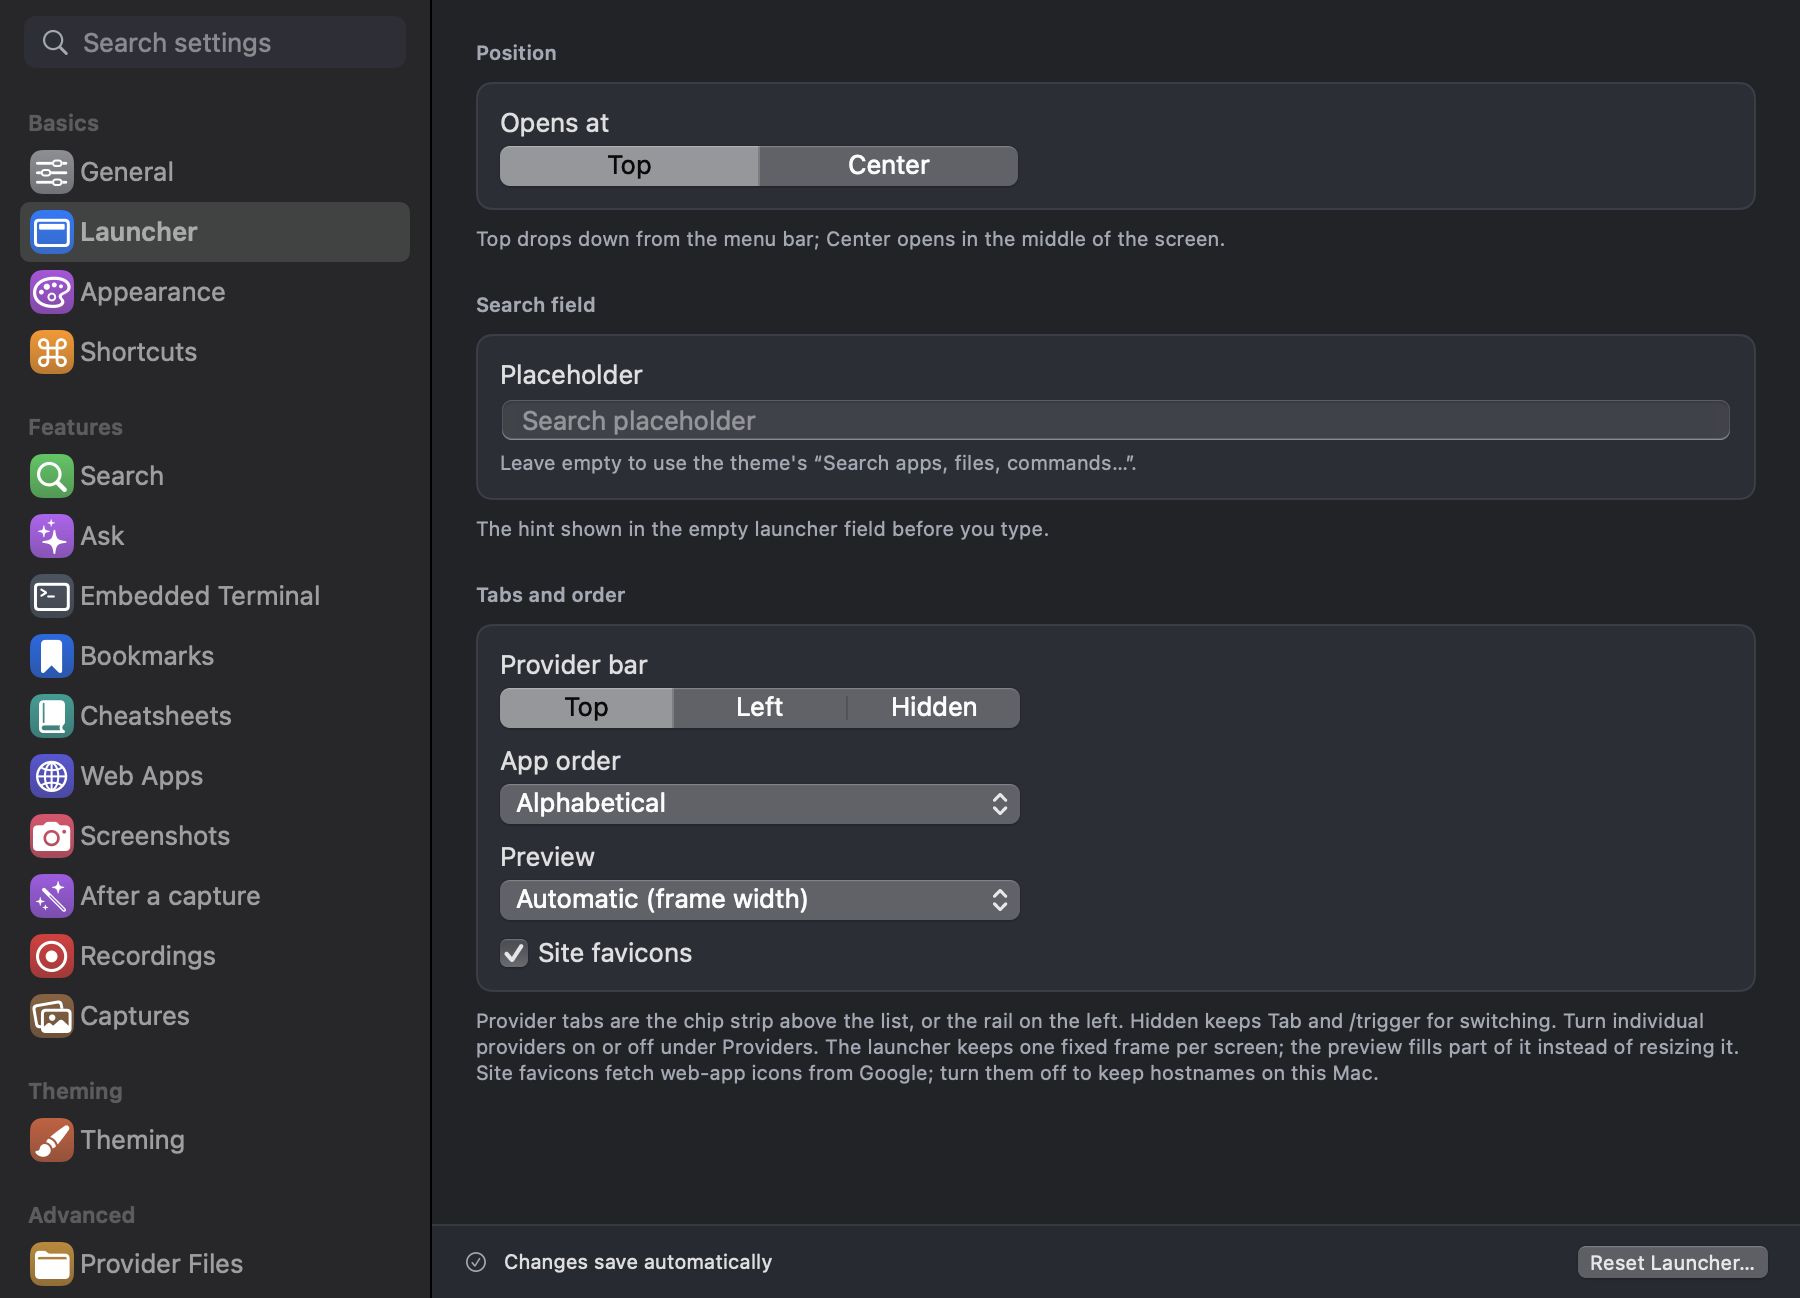 Search settings
Basics
General
Launcher
Appearance
Shortcuts
Features
Search
Ask
Embedded Terminal
Bookmarks
Cheatsheets
Web Apps
Screenshots
After a capture
Recordings
Captures
Theming
Theming
Advanced
Provider Files
Position
Opens at
Top Center
Top drops down from the menu bar; Center opens in the middle of the screen.
Search field
Placeholder
Search placeholder
Leave empty to use the theme's “Search apps, files, commands...”.
The hint shown in the empty launcher field before you type.
Tabs and order
Provider bar
Top Left Hidden
App order
Alphabetical
Preview
Automatic (frame width)
Site favicons
Provider tabs are the chip strip above the list, or the rail on the left. Hidden keeps Tab and /trigger for switching. Turn individual
providers on or off under Providers. The launcher keeps one fixed frame per screen; the preview fills part of it instead of resizing it.
Site favicons fetch web-app icons from Google; turn them off to keep hostnames on this Mac.
Changes save automatically
Reset Launcher...